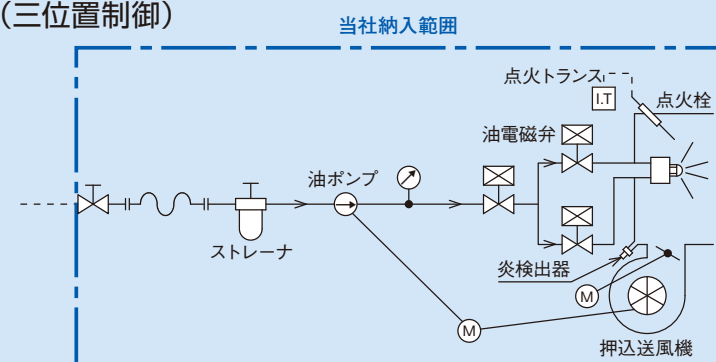 （三位置制御）
当社納入範囲
点火トランス
I.T
点火栓
油電磁弁
油ポンプ
ストレーナ
炎検出器
M
M
押込送風機